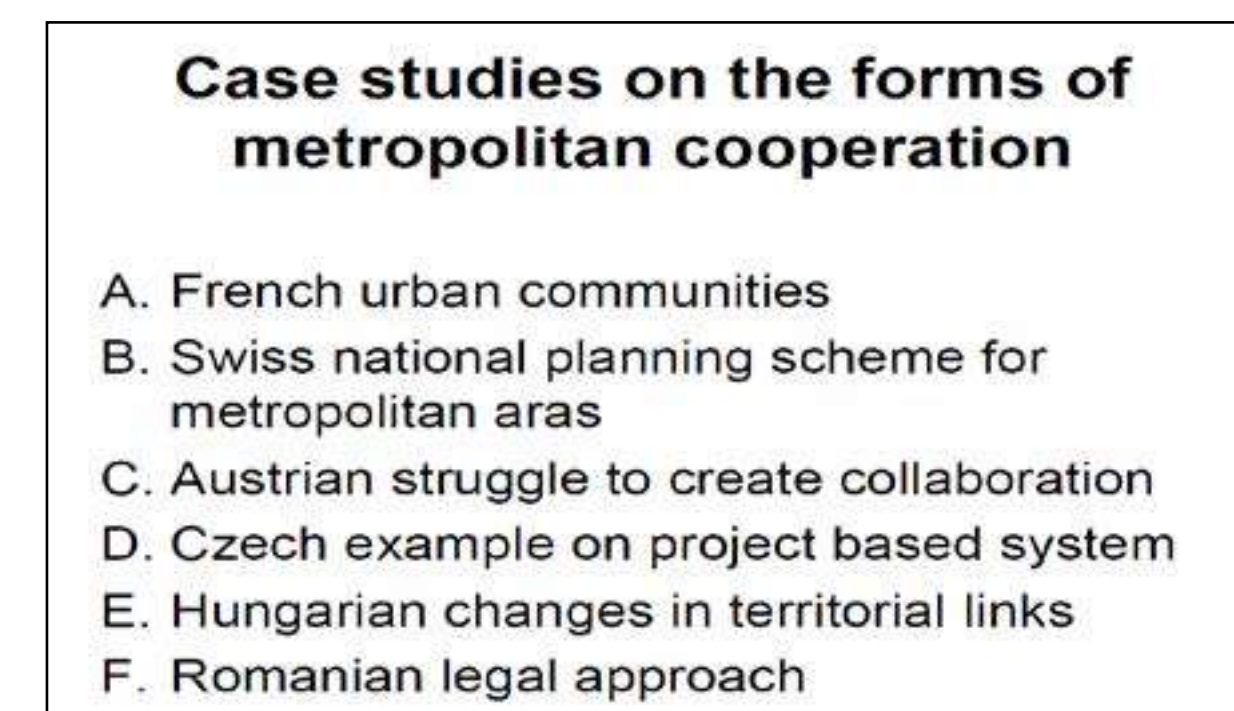 Case studies on the forms of
metropolitan cooperation
A. French urban communities
B. Swiss national planning scheme for
metropolitan aras
C. Austrian struggle to create collaboration
D. Czech example on project based system
E. Hungarian changes in territorial links
F. Romanian legal approach